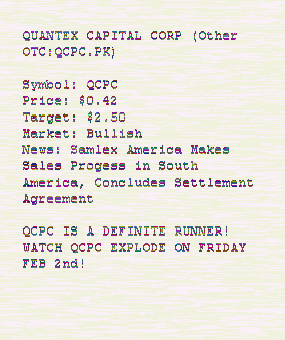 QUANTEX CAPITAL CORP (Other
OTC:QCPC.PK)
Symbol: QCPC
Price: $0.42
Target: $2.50
Market: Bullish
News: Samlex America Makes
Sales Progess in South
America, Concludes Settlement
Agreement
QCPC IS A DEFINITE RUNNER!
WATCH QCPC EXPLODE ON FRIDAY
FEB 2nd!